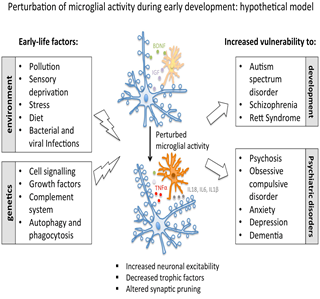 Perturbation of microglial activity during early development: hypothetical model
Early-life factors:
environment
• Pollution
• Sensory
deprivation
• Stress
• Diet
• Bacterial and
viral Infections
genetics
• Cell signalling
• Growth factors
• Complement
system
• Autophagy and
phagocytosis
BDNF
IGF
Perturbed
microglial activity
TNFα
IL18, IL6, IL1β
• Increased neuronal excitability
• Decreased trophic factors
• Altered synaptic pruning
Increased vulnerability to:
• Autism
spectrum
disorder
• Schizophrenia
• Rett Syndrome
development
• Psychosis
• Obsessive
compulsive
disorder
• Anxiety
• Depression
• Dementia
Psychiatric disorders